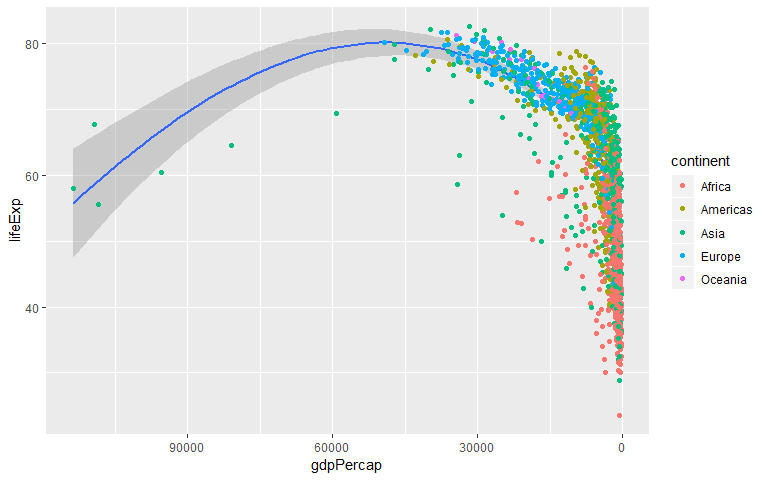 80
60
40
lifeExp
90000 60000 30000 0
gdpPercap
continent
Africa
Americas
Asia
Europe
Oceania